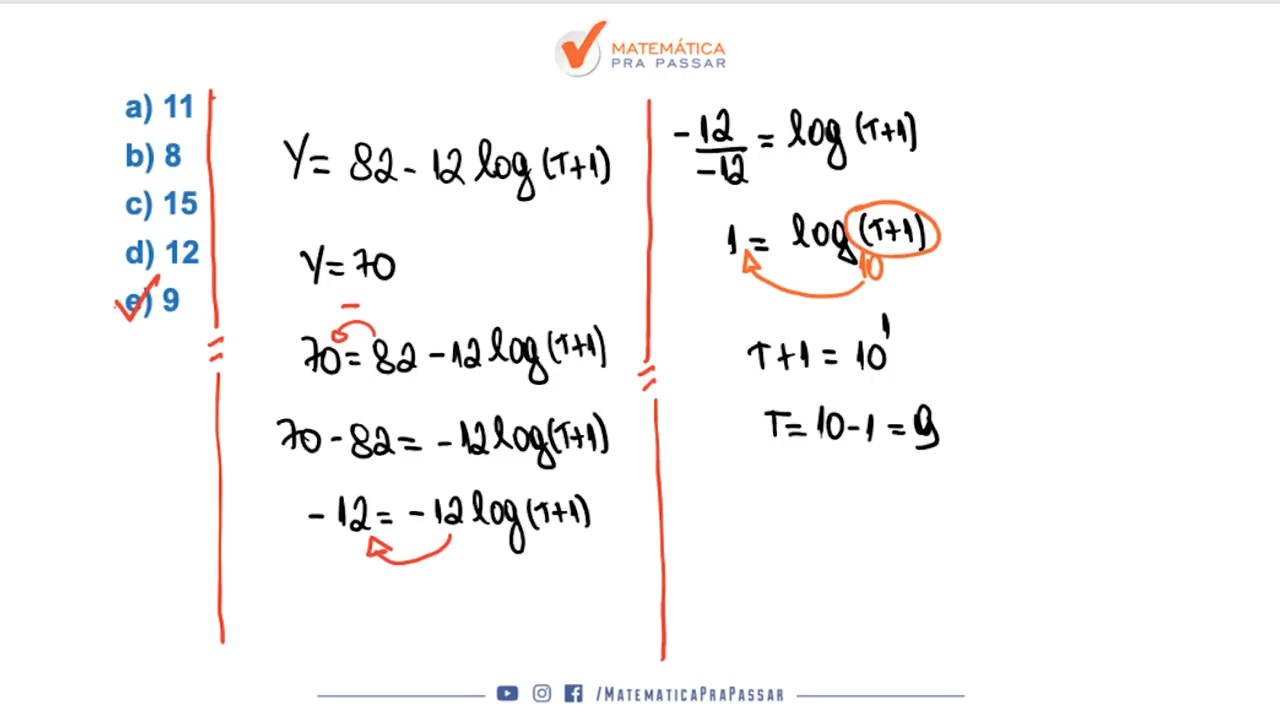 MATEMÁTICA
PRA PASSAR
a) 11
b) 8
c) 15
d) 12
e) 9
Y = 82 - 12 log (T+1)
Y = 70
-
70 = 82 - 12 log (T+1)
70 - 82 = - 12 log (T+1)
- 12 = - 12 log (T+1)
-12/-12 = log (T+1)
1 = log (T+1)
10
T+1 = 10¹
T = 10 - 1 = 9
/MATEMATICAPRAPASSAR